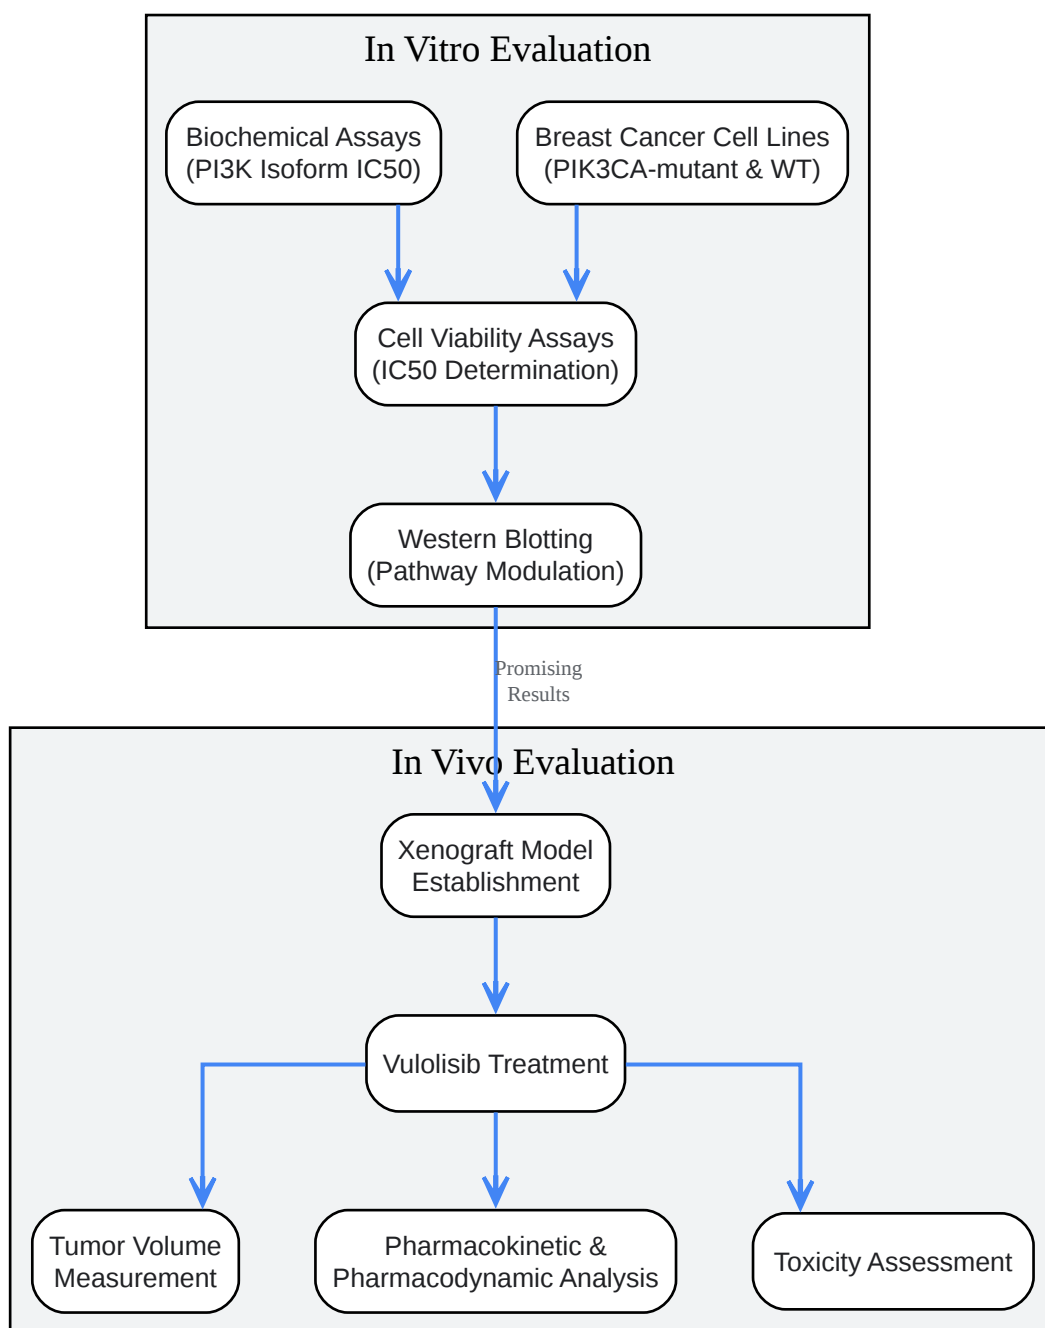 In Vitro Evaluation
Biochemical Assays
(PI3K Isoform IC50)
Breast Cancer Cell Lines
(PIK3CA-mutant & WT)
Cell Viability Assays
(IC50 Determination)
Western Blotting
(Pathway Modulation)
Promising
Results
In Vivo Evaluation
Xenograft Model
Establishment
Vulolisib Treatment
Tumor Volume
Measurement
Pharmacokinetic &
Pharmacodynamic Analysis
Toxicity Assessment